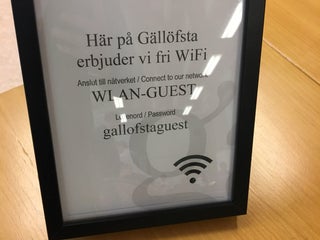 Här på Gällöfsta
erbjuder vi fri WiFi
Anslut till nätverket / Connect to our network
WLAN-GUEST
Lösenord / Password
gallofstaguest